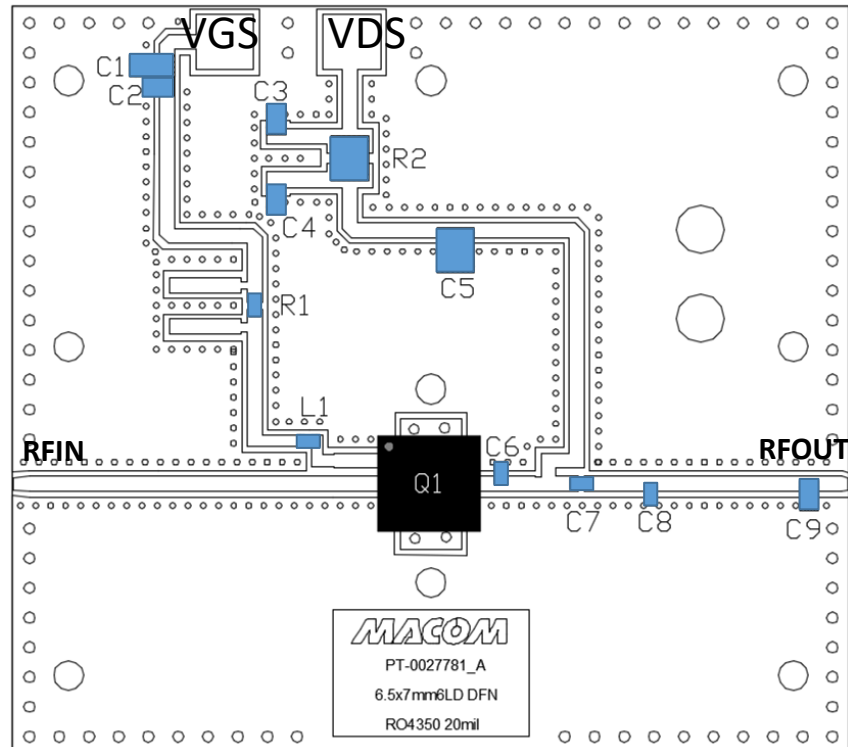 VGS VDS
C1
C2
C3
R2
C4
C5
R1
L1
RFIN
RFOUT
C6
Q1
C7
C8
C9
MACOM
PT-0027781_A
6.5x7mm6LD DFN
RO4350 20mil